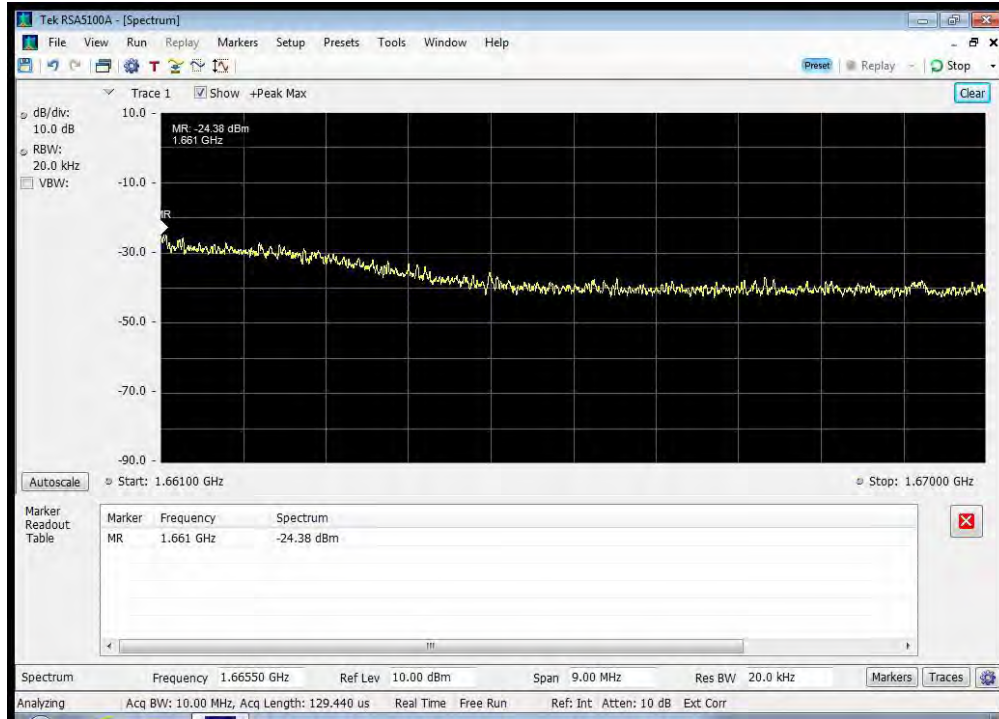 Tek RSA5100A - [Spectrum]
File View Run Replay Markers Setup Presets Tools Window Help
Preset Replay Stop
Trace 1 Show +Peak Max Clear
dB/div:
10.0 dB
RBW:
20.0 kHz
VBW:
10.0
-10.0
-30.0
-50.0
-70.0
-90.0
MR: -24.38 dBm
1.661 GHz
MR
Autoscale Start: 1.66100 GHz Stop: 1.67000 GHz
Marker
Readout
Table
Marker Frequency Spectrum
MR 1.661 GHz -24.38 dBm
Spectrum Frequency 1.66550 GHz Ref Lev 10.00 dBm Span 9.00 MHz Res BW 20.0 kHz Markers Traces
Analyzing Acq BW: 10.00 MHz, Acq Length: 129.440 us Real Time Free Run Ref: Int Atten: 10 dB Ext Corr